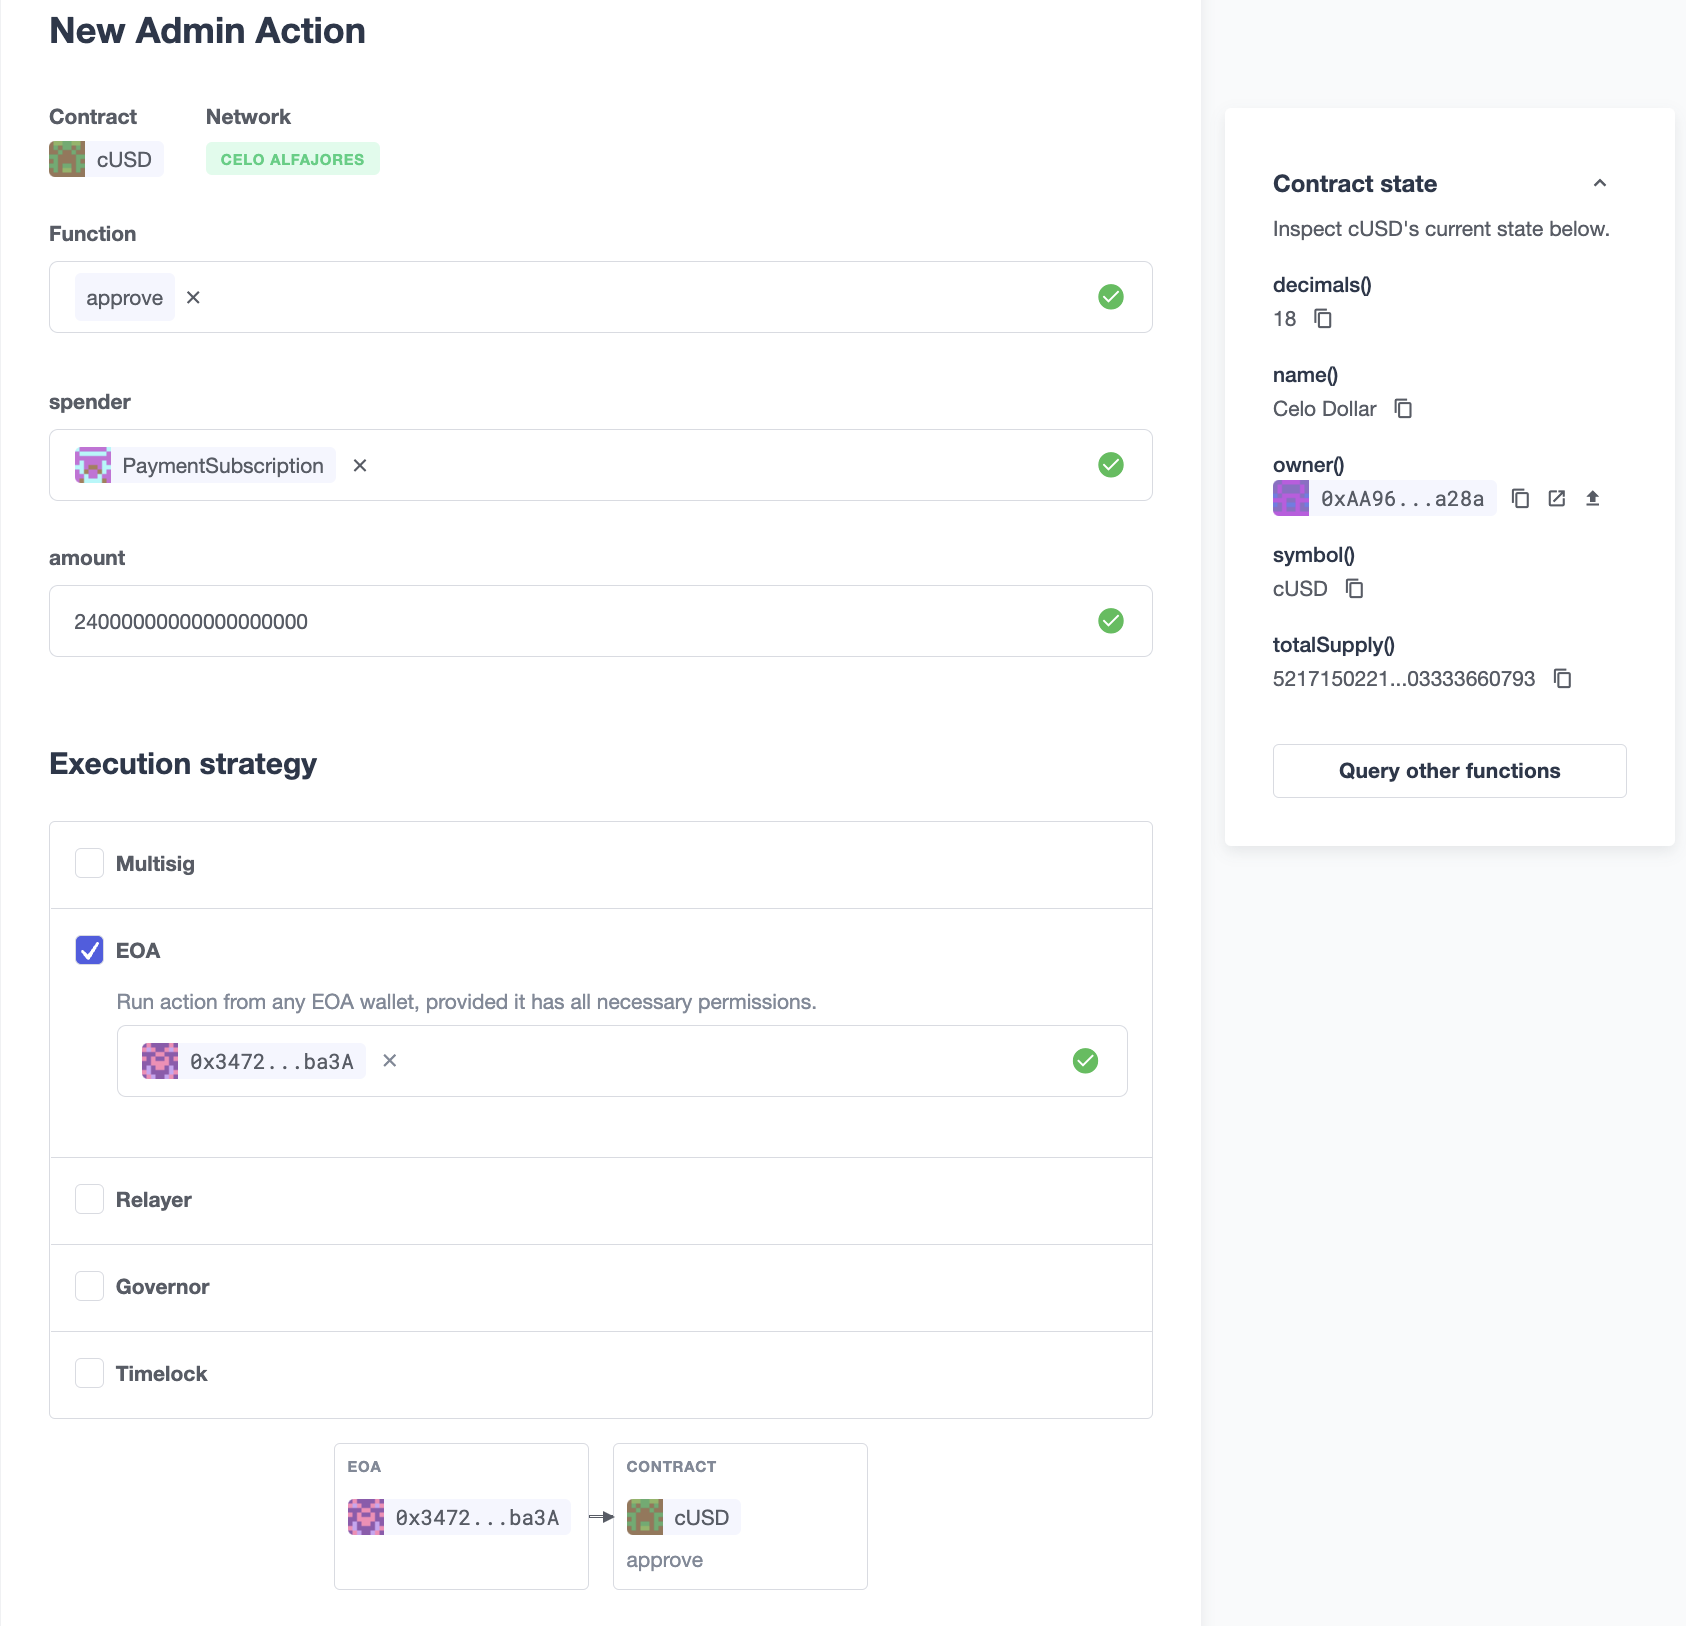 New Admin Action
Contract
Network
cUSD
CELO ALFAJORES
Function
approve
spender
PaymentSubscription
amount
24000000000000000000
Execution strategy
Multisig
EOA
Run action from any EOA wallet, provided it has all necessary permissions.
0x3472...ba3A
Relayer
Governor
Timelock
EOA
0x3472...ba3A
CONTRACT
cUSD
approve
Contract state
Inspect cUSD's current state below.
decimals()
18
name()
Celo Dollar
owner()
0xAA96...a28a
symbol()
cUSD
totalSupply()
5217150221...03333660793
Query other functions